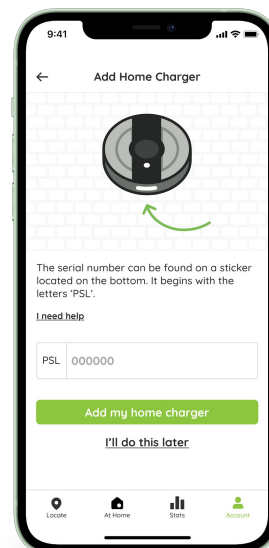 9:41
Add Home Charger
The serial number can be found on a sticker
located on the bottom. It begins with the
letters ‘PSL’.
I need help
PSL 000000
Add my home charger
I’ll do this later
Locate At Home Stats Account